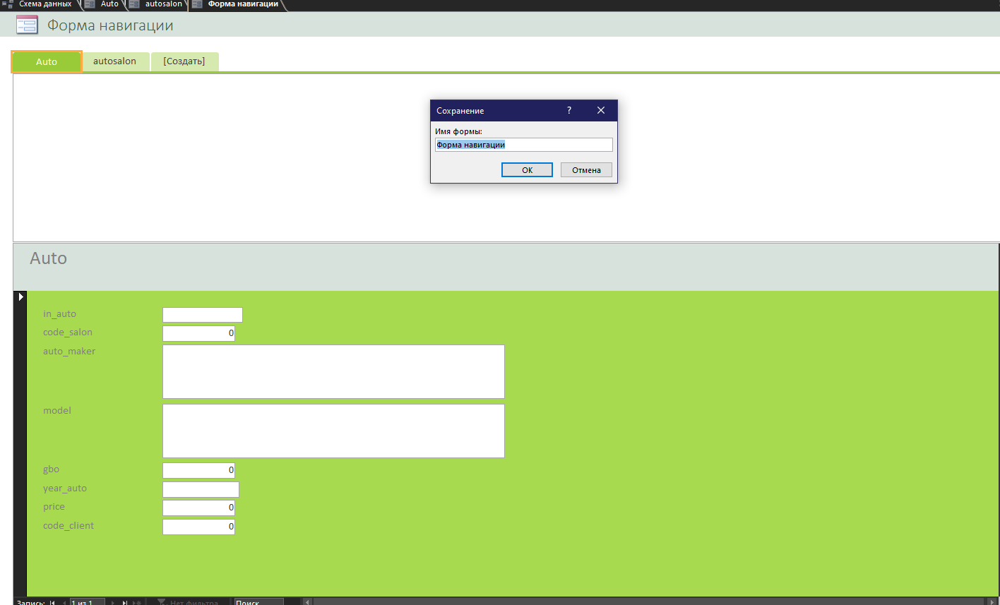 Схема данных
Auto
autosalon
Форма навигации
Форма навигации
Auto
autosalon
[Создать]
Сохранение
?
Имя формы:
Форма навигации
ОК
Отмена
Auto
in_auto
code_salon
0
auto_maker
model
gbo
0
year_auto
price
0
code_client
0
Запись:
1 из 1
Нет фильтра
Поиск